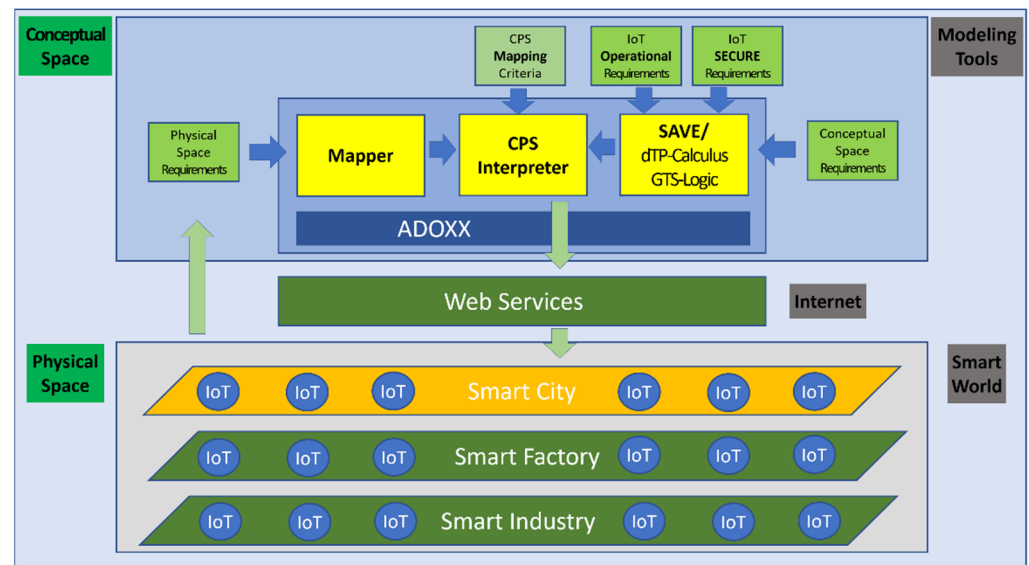 Conceptual
Space
Modeling
Tools
CPS
Mapping
Criteria
IoT
Operational
Requirements
IoT
SECURE
Requirements
Physical
Space
Requirements
Mapper
CPS
Interpreter
SAVE/
dTP-Calculus
GTS-Logic
Conceptual
Space
Requirements
ADOXX
Web Services
Internet
Physical
Space
Smart
World
IoT IoT IoT Smart City IoT IoT IoT
IoT IoT IoT Smart Factory IoT IoT IoT
IoT IoT IoT Smart Industry IoT IoT IoT